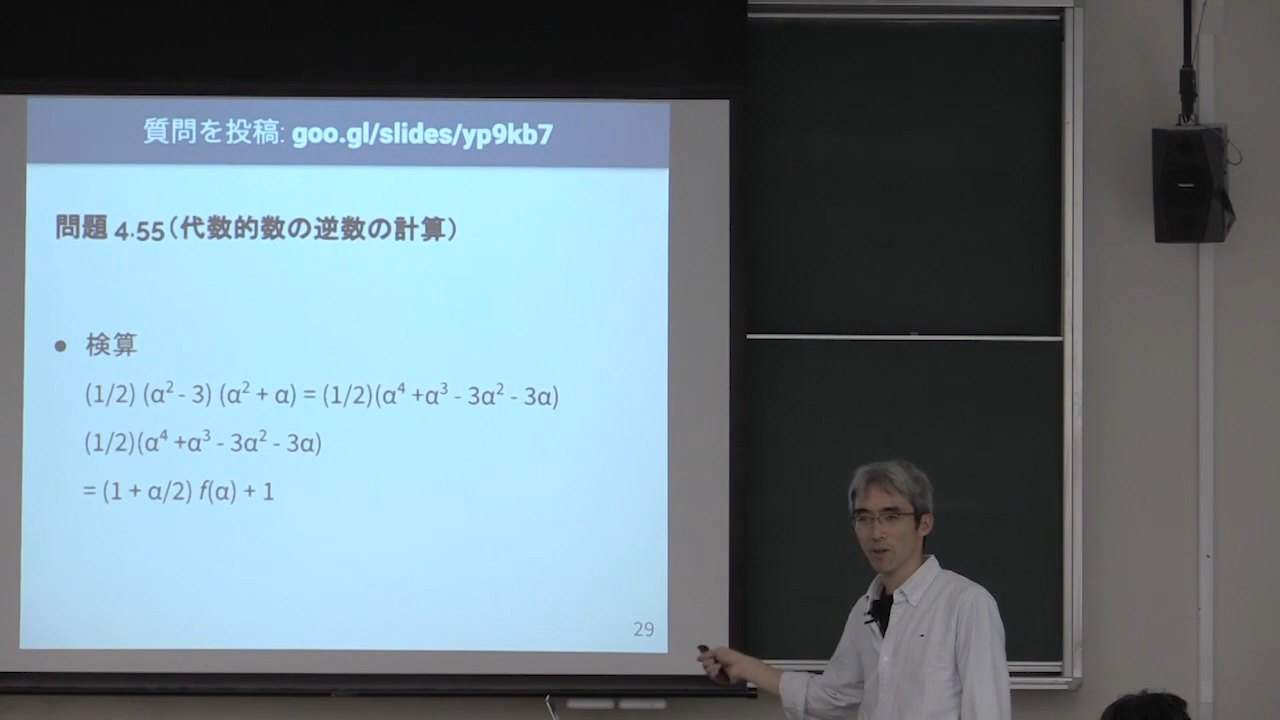 質問を投稿: goo.gl/slides/yp9kb7
問題 4.55（代数的数の逆数の計算）
● 検算
(1/2) (α² - 3) (α² + α) = (1/2)(α⁴ +α³ - 3α² - 3α)
(1/2)(α⁴ +α³ - 3α² - 3α)
= (1 + α/2) f(α) + 1
29